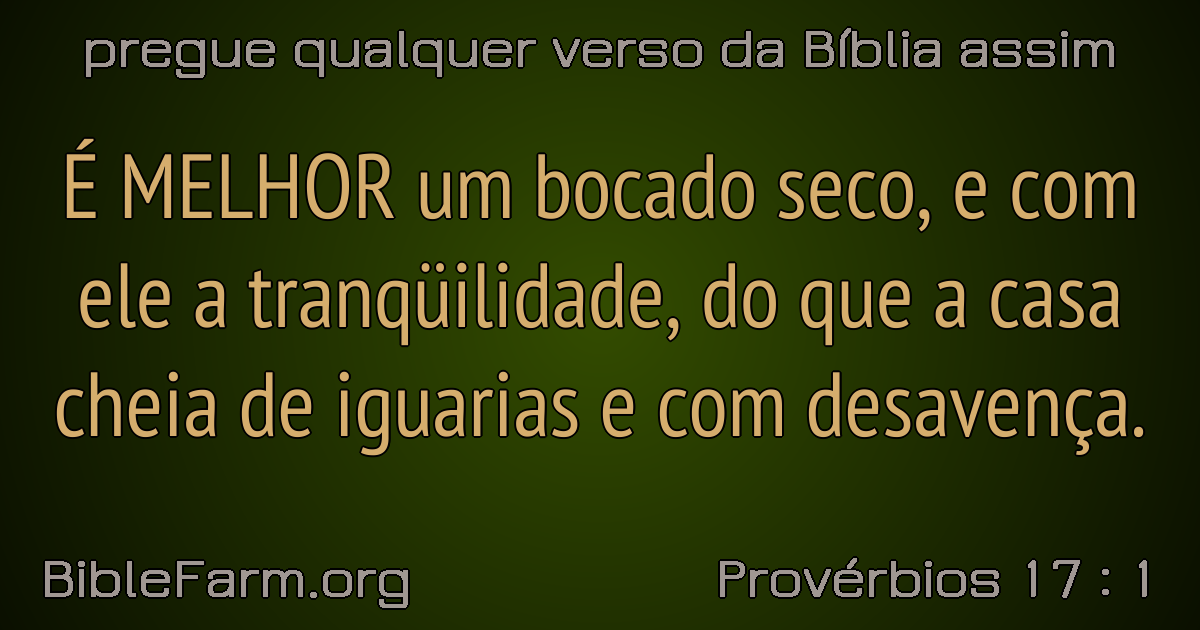 pregue qualquer verso da Bíblia assim
É MELHOR um bocado seco, e com
ele a tranqüilidade, do que a casa
cheia de iguarias e com desavença.
BibleFarm.org
Provérbios 17 : 1